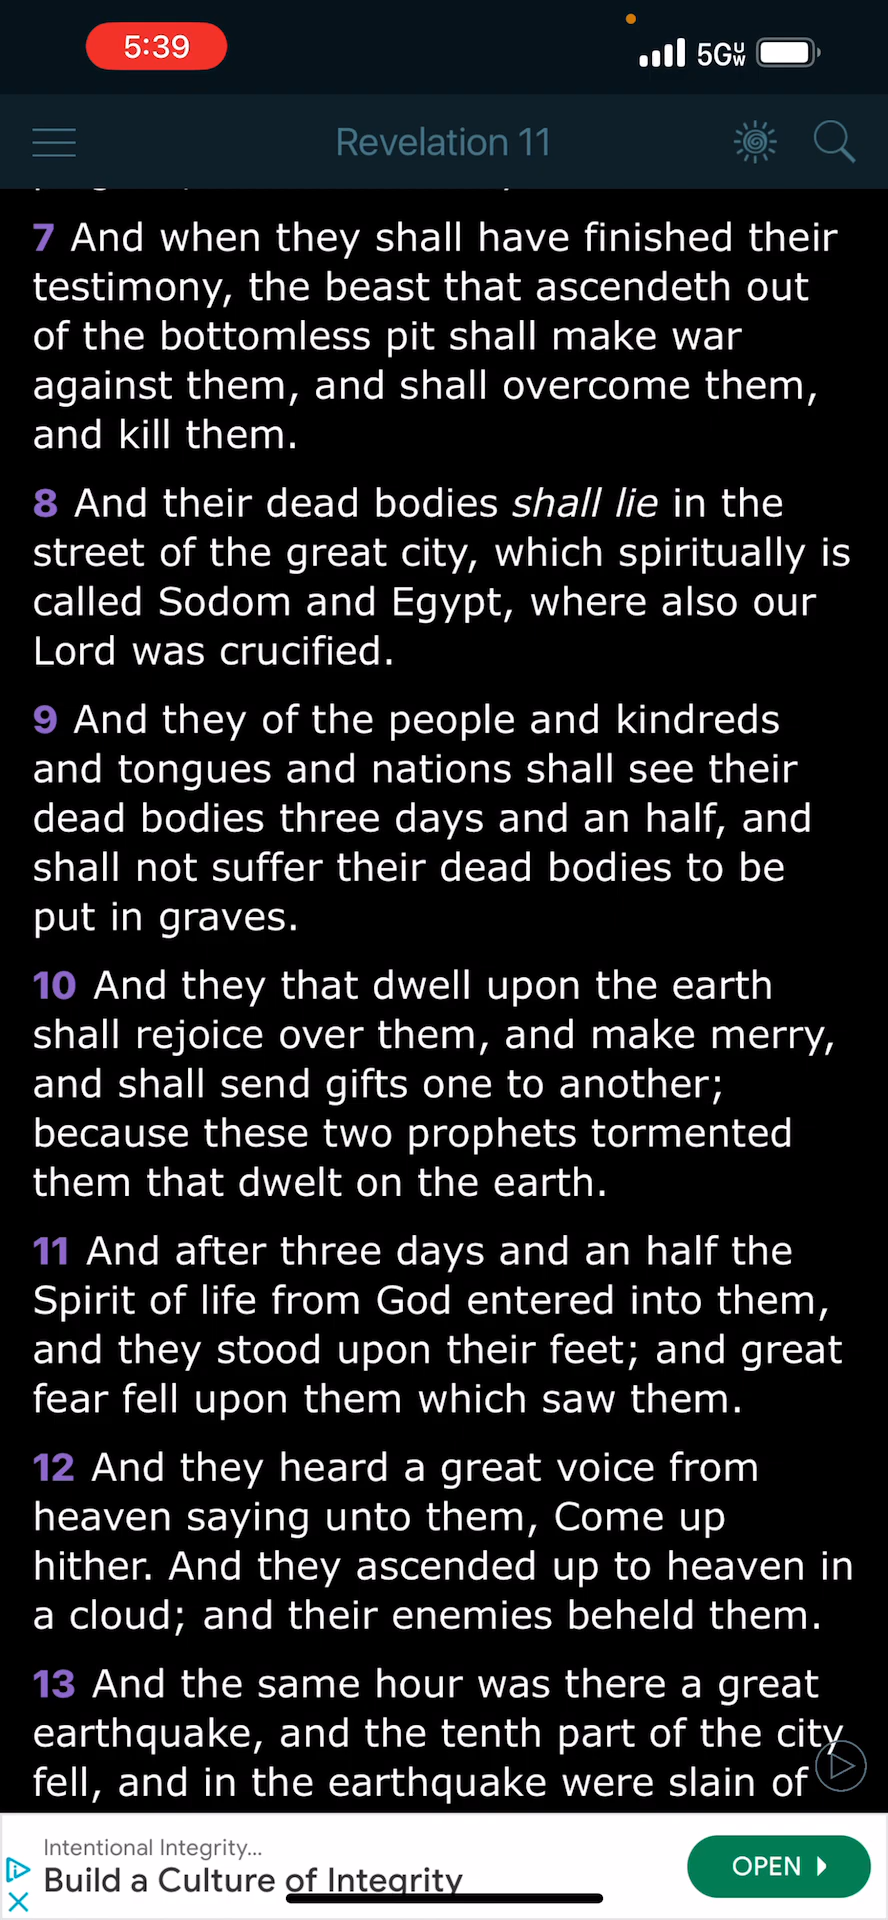 5:39
5G UW
Revelation 11
7 And when they shall have finished their
testimony, the beast that ascendeth out
of the bottomless pit shall make war
against them, and shall overcome them,
and kill them.
8 And their dead bodies shall lie in the
street of the great city, which spiritually is
called Sodom and Egypt, where also our
Lord was crucified.
9 And they of the people and kindreds
and tongues and nations shall see their
dead bodies three days and an half, and
shall not suffer their dead bodies to be
put in graves.
10 And they that dwell upon the earth
shall rejoice over them, and make merry,
and shall send gifts one to another;
because these two prophets tormented
them that dwelt on the earth.
11 And after three days and an half the
Spirit of life from God entered into them,
and they stood upon their feet; and great
fear fell upon them which saw them.
12 And they heard a great voice from
heaven saying unto them, Come up
hither. And they ascended up to heaven in
a cloud; and their enemies beheld them.
13 And the same hour was there a great
earthquake, and the tenth part of the city
fell, and in the earthquake were slain of
Intentional Integrity...
Build a Culture of Integrity
OPEN